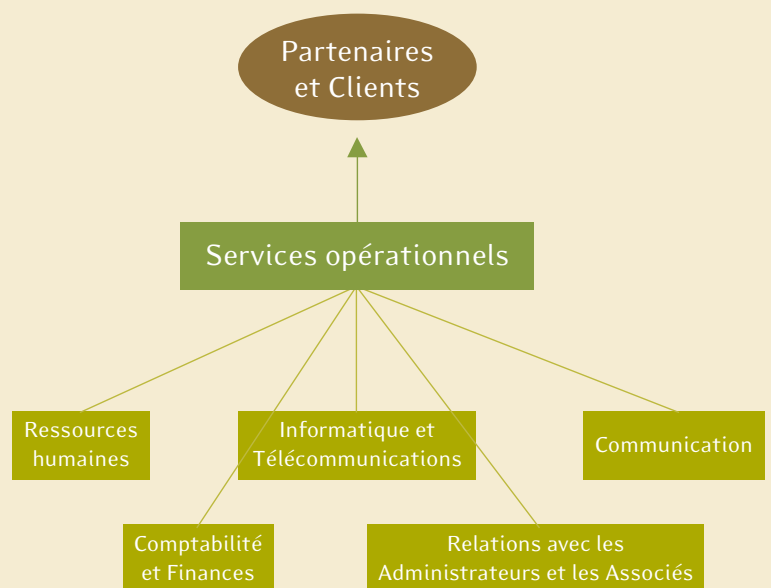 Partenaires
et Clients
Services opérationnels
Ressources
humaines
Informatique et
Télécommunications
Communication
Comptabilité
et Finances
Relations avec les
Administrateurs et les Associés